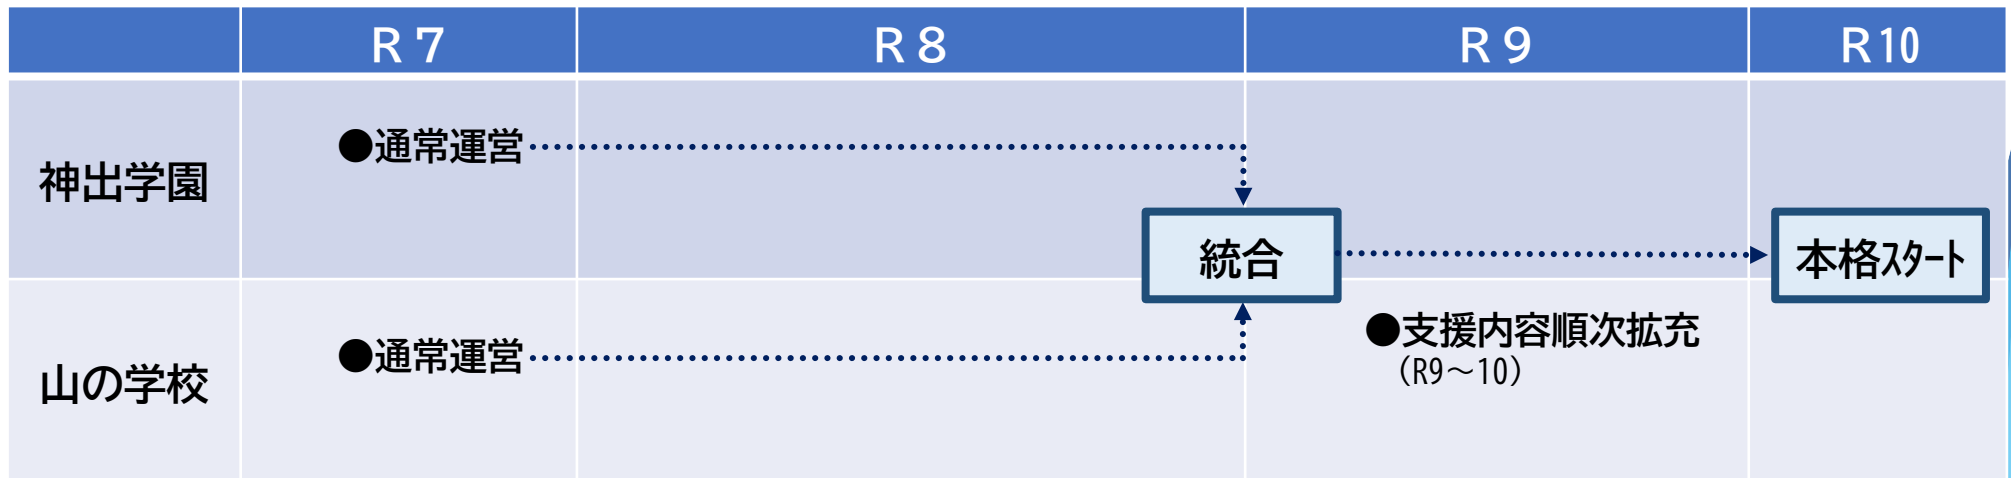 R７
R８
R９
R10
神出学園
●通常運営
統合
本格スタート
山の学校
●通常運営
●支援内容順次拡充
（R9～10）